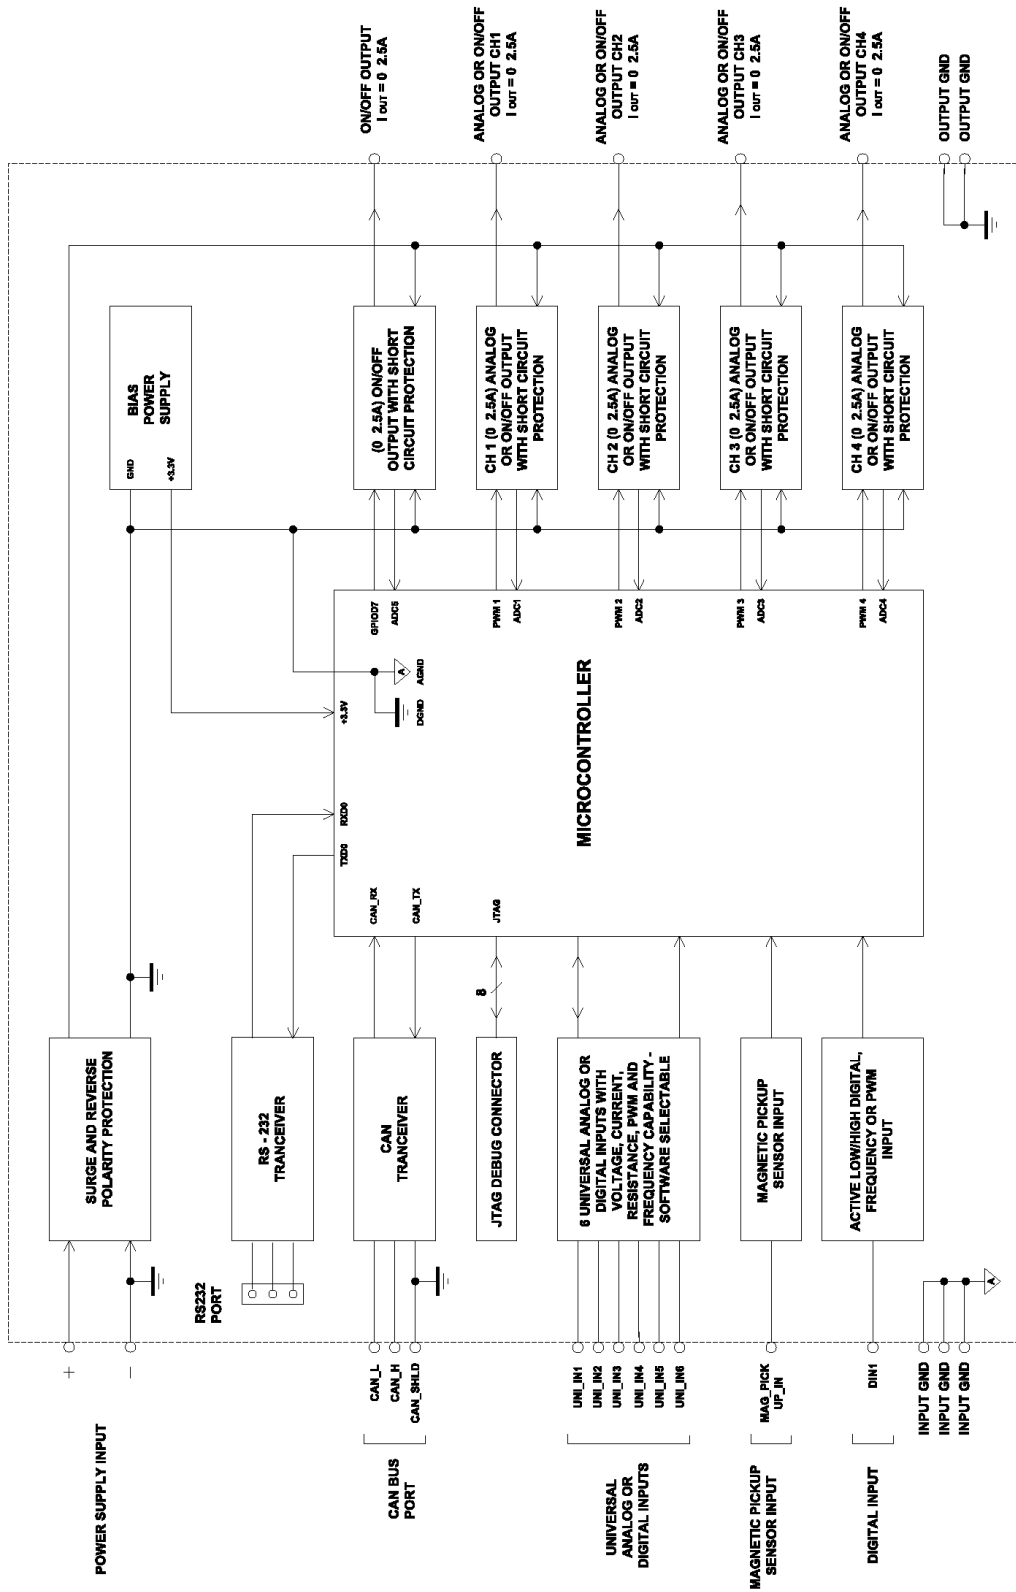 POWER SUPPLY INPUT
+
–
SURGE AND REVERSE
POLARITY PROTECTION
BIAS
POWER
SUPPLY
GND
+3.3V
RS232
PORT
RS - 232
TRANCEIVER
CAN BUS
PORT
CAN_L
CAN_H
CAN_SHLD
CAN
TRANCEIVER
JTAG DEBUG CONNECTOR
8
UNIVERSAL
ANALOG OR
DIGITAL INPUTS
UNI_IN1
UNI_IN2
UNI_IN3
UNI_IN4
UNI_IN5
UNI_IN6
6 UNIVERSAL ANALOG OR
DIGITAL INPUTS WITH
VOLTAGE, CURRENT,
RESISTANCE, PWM AND
FREQUENCY CAPABILITY -
SOFTWARE SELECTABLE
MAGNETIC PICKUP
SENSOR INPUT
MAG_PICK
UP_IN
MAGNETIC PICKUP
SENSOR INPUT
DIGITAL INPUT
DIN1
ACTIVE LOW/HIGH DIGITAL,
FREQUENCY OR PWM
INPUT
INPUT GND
INPUT GND
INPUT GND
A
MICROCONTROLLER
CAN_RX
CAN_TX
JTAG
TXD0
RXD0
+3.3V
DGND
A
AGND
GPIOD7
ADC5
PWM 1
ADC1
PWM 2
ADC2
PWM 3
ADC3
PWM 4
ADC4
(0 2.5A) ON/OFF
OUTPUT WITH SHORT
CIRCUIT PROTECTION
CH 1 (0 2.5A) ANALOG
OR ON/OFF OUTPUT
WITH SHORT CIRCUIT
PROTECTION
CH 2 (0 2.5A) ANALOG
OR ON/OFF OUTPUT
WITH SHORT CIRCUIT
PROTECTION
CH 3 (0 2.5A) ANALOG
OR ON/OFF OUTPUT
WITH SHORT CIRCUIT
PROTECTION
CH 4 (0 2.5A) ANALOG
OR ON/OFF OUTPUT
WITH SHORT CIRCUIT
PROTECTION
ON/OFF OUTPUT
I OUT = 0 2.5A
ANALOG OR ON/OFF
OUTPUT CH1
I OUT = 0 2.5A
ANALOG OR ON/OFF
OUTPUT CH2
I OUT = 0 2.5A
ANALOG OR ON/OFF
OUTPUT CH3
I OUT = 0 2.5A
ANALOG OR ON/OFF
OUTPUT CH4
I OUT = 0 2.5A
OUTPUT GND
OUTPUT GND